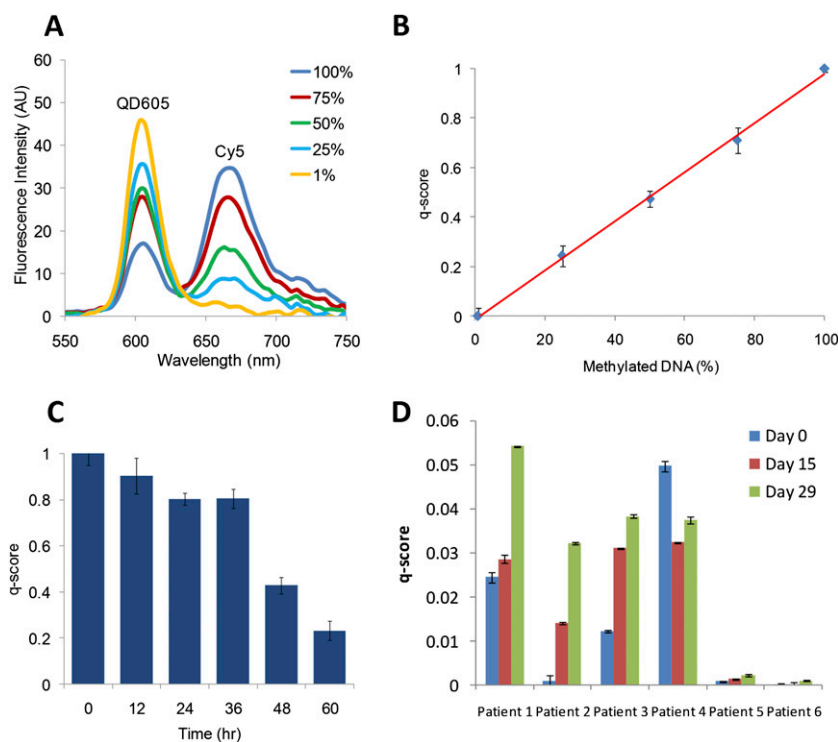 A
Fluorescence Intensity (AU)
60
50
40
30
20
10
0
QD605
Cy5
100%
75%
50%
25%
1%
550
600
650
700
750
Wavelength (nm)
B
q-score
1
0.8
0.6
0.4
0.2
0
0
20
40
60
80
100
Methylated DNA (%)
C
q-score
1
0.8
0.6
0.4
0.2
0
0
12
24
36
48
60
Time (hr)
D
q-score
0.06
0.05
0.04
0.03
0.02
0.01
0
Day 0
Day 15
Day 29
Patient 1
Patient 2
Patient 3
Patient 4
Patient 5
Patient 6